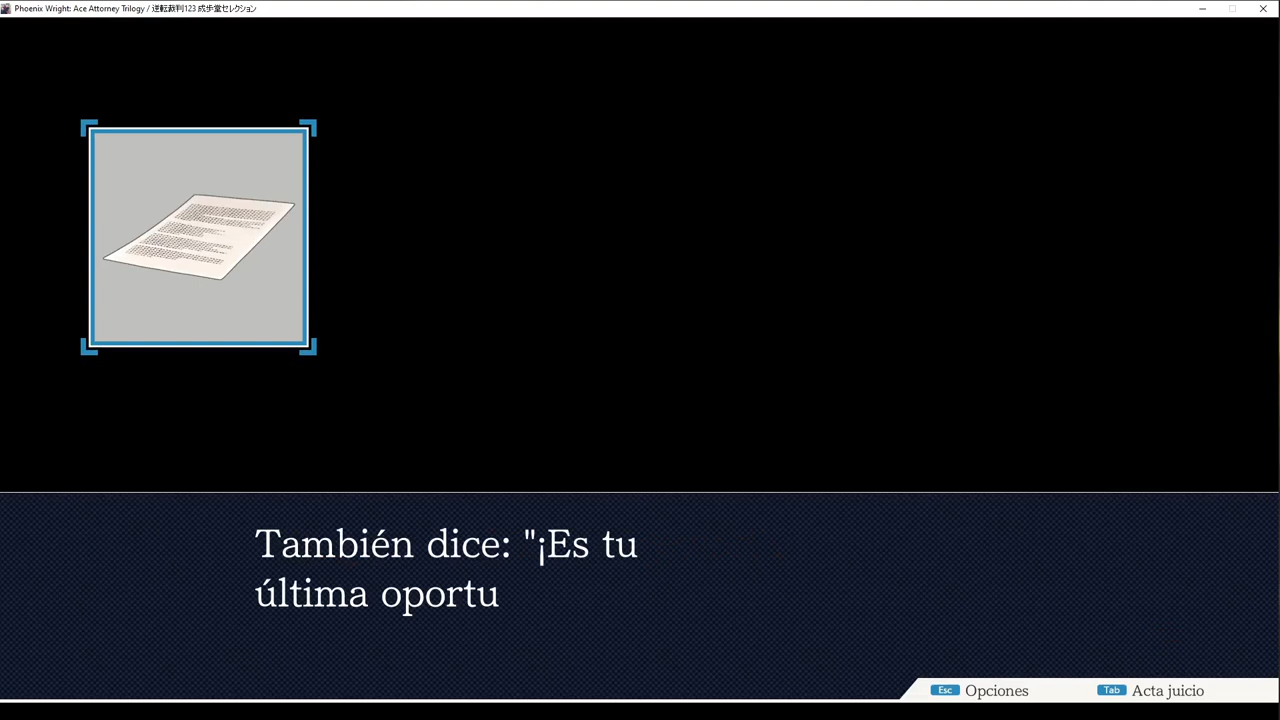 Phoenix Wright: Ace Attorney Trilogy / 逆転裁判123 成歩堂セレクション
También dice: "¡Es tu
última oportu
Esc Opciones
Tab Acta juicio